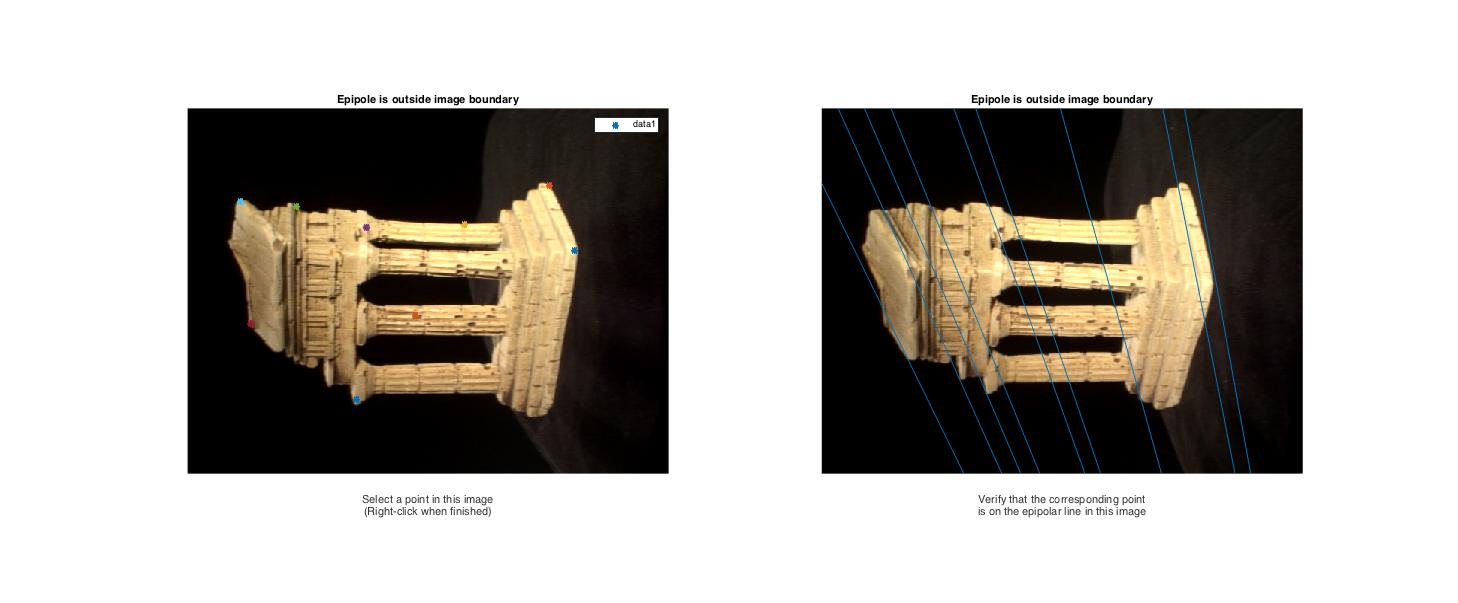 Epipole is outside image boundary
data1
Select a point in this image
(Right-click when finished)
Epipole is outside image boundary
Verify that the corresponding point
is on the epipolar line in this image